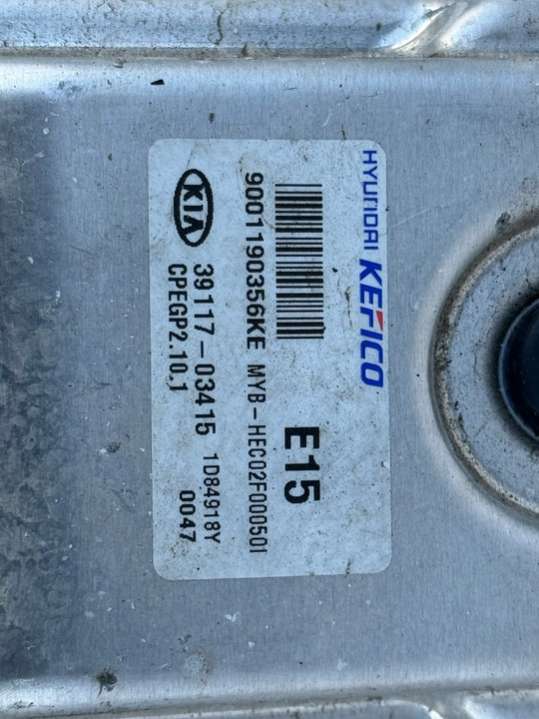 HYUNDAI KEFICO
E15
9001190356KE MYB-HEC02F000501
KIA
39117-03415 1D84918Y
CPEGP2.10,1 0047